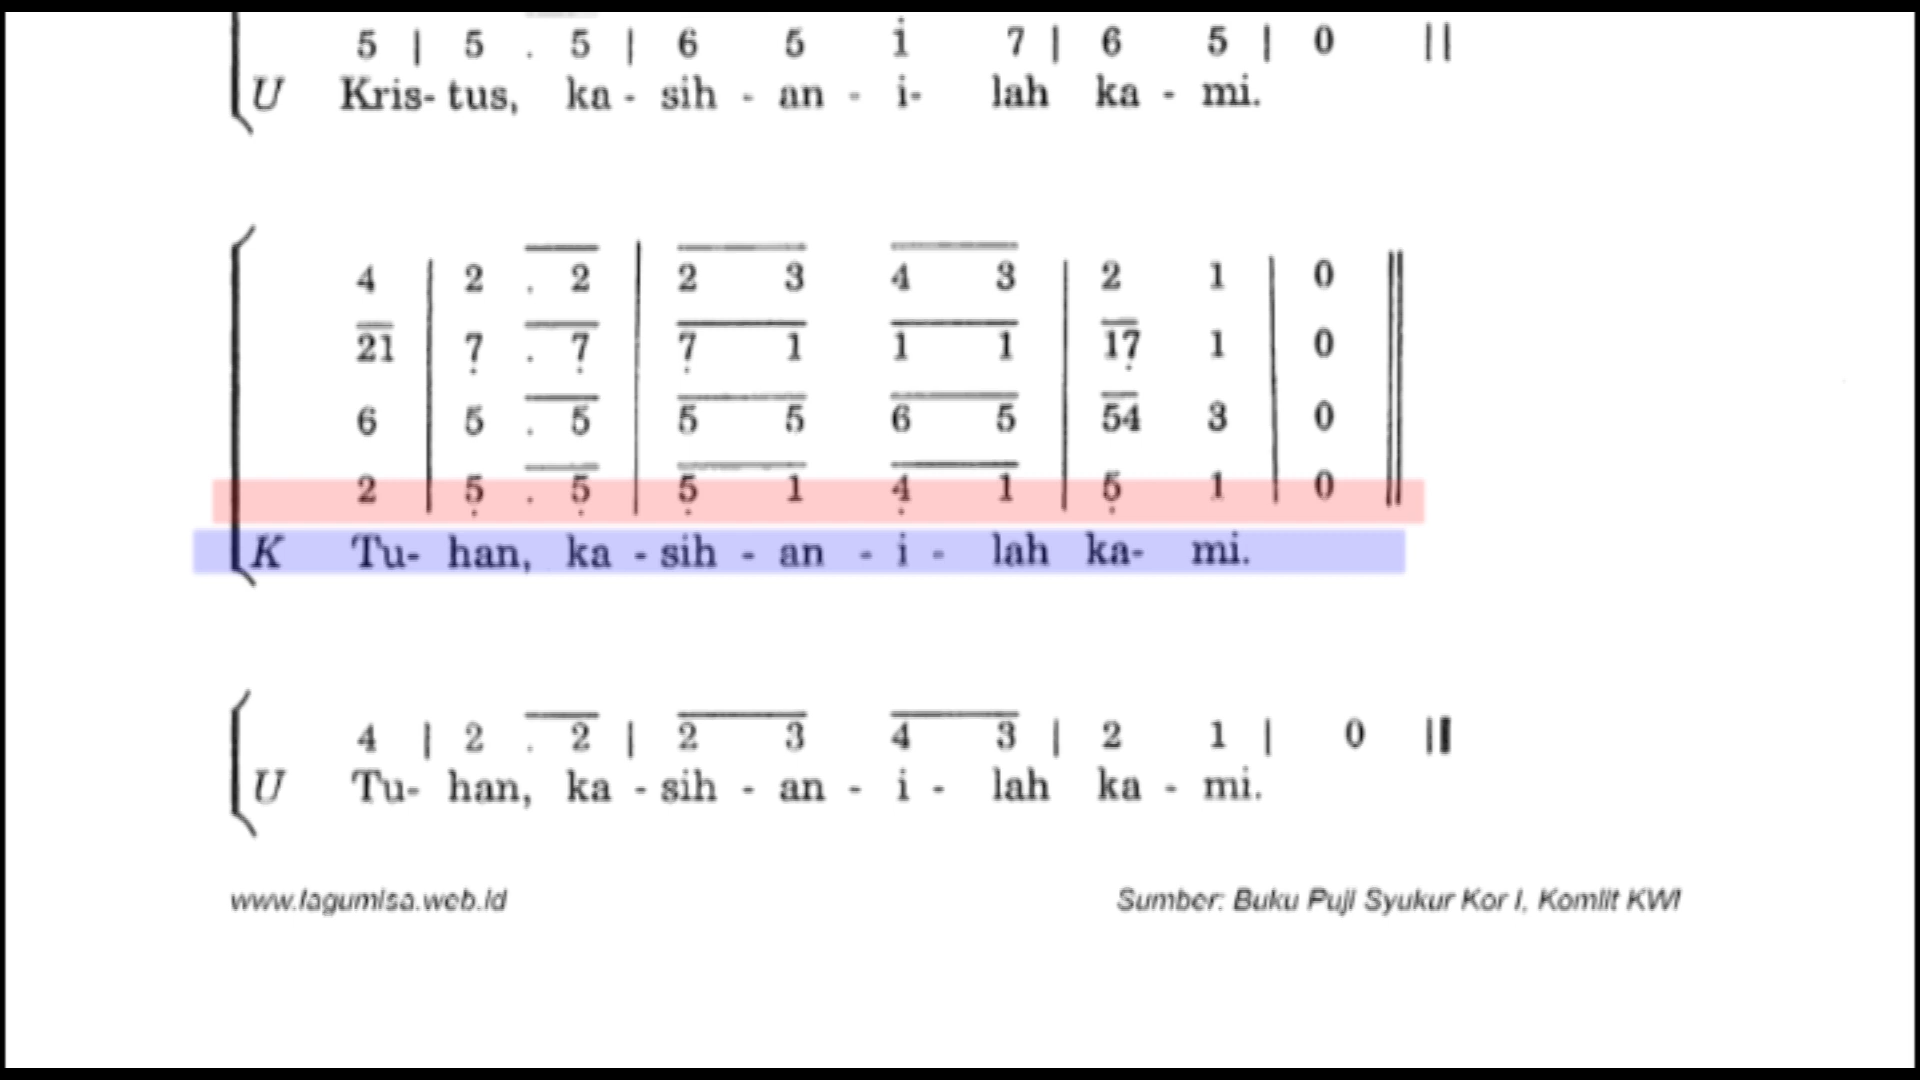 5 | 5 . 5 | 6 5 i 7 | 6 5 | 0 ||
U Kris- tus, ka - sih - an - i- lah ka - mi.
4 | 2 . 2 | 2 3 4 3 | 2 1 | 0 ||
21 | 7 . 7 | 7 1 1 1 | 17 1 | 0 ||
6 | 5 . 5 | 5 5 6 5 | 54 3 | 0 ||
2 | 5 . 5 | 5 1 4 1 | 5 1 | 0 ||
K Tu- han, ka - sih - an - i - lah ka- mi.
4 | 2 . 2 | 2 3 4 3 | 2 1 | 0 ||
U Tu- han, ka - sih - an - i - lah ka - mi.
www.lagumisa.web.id
Sumber: Buku Puji Syukur Kor I, Komlit KWI